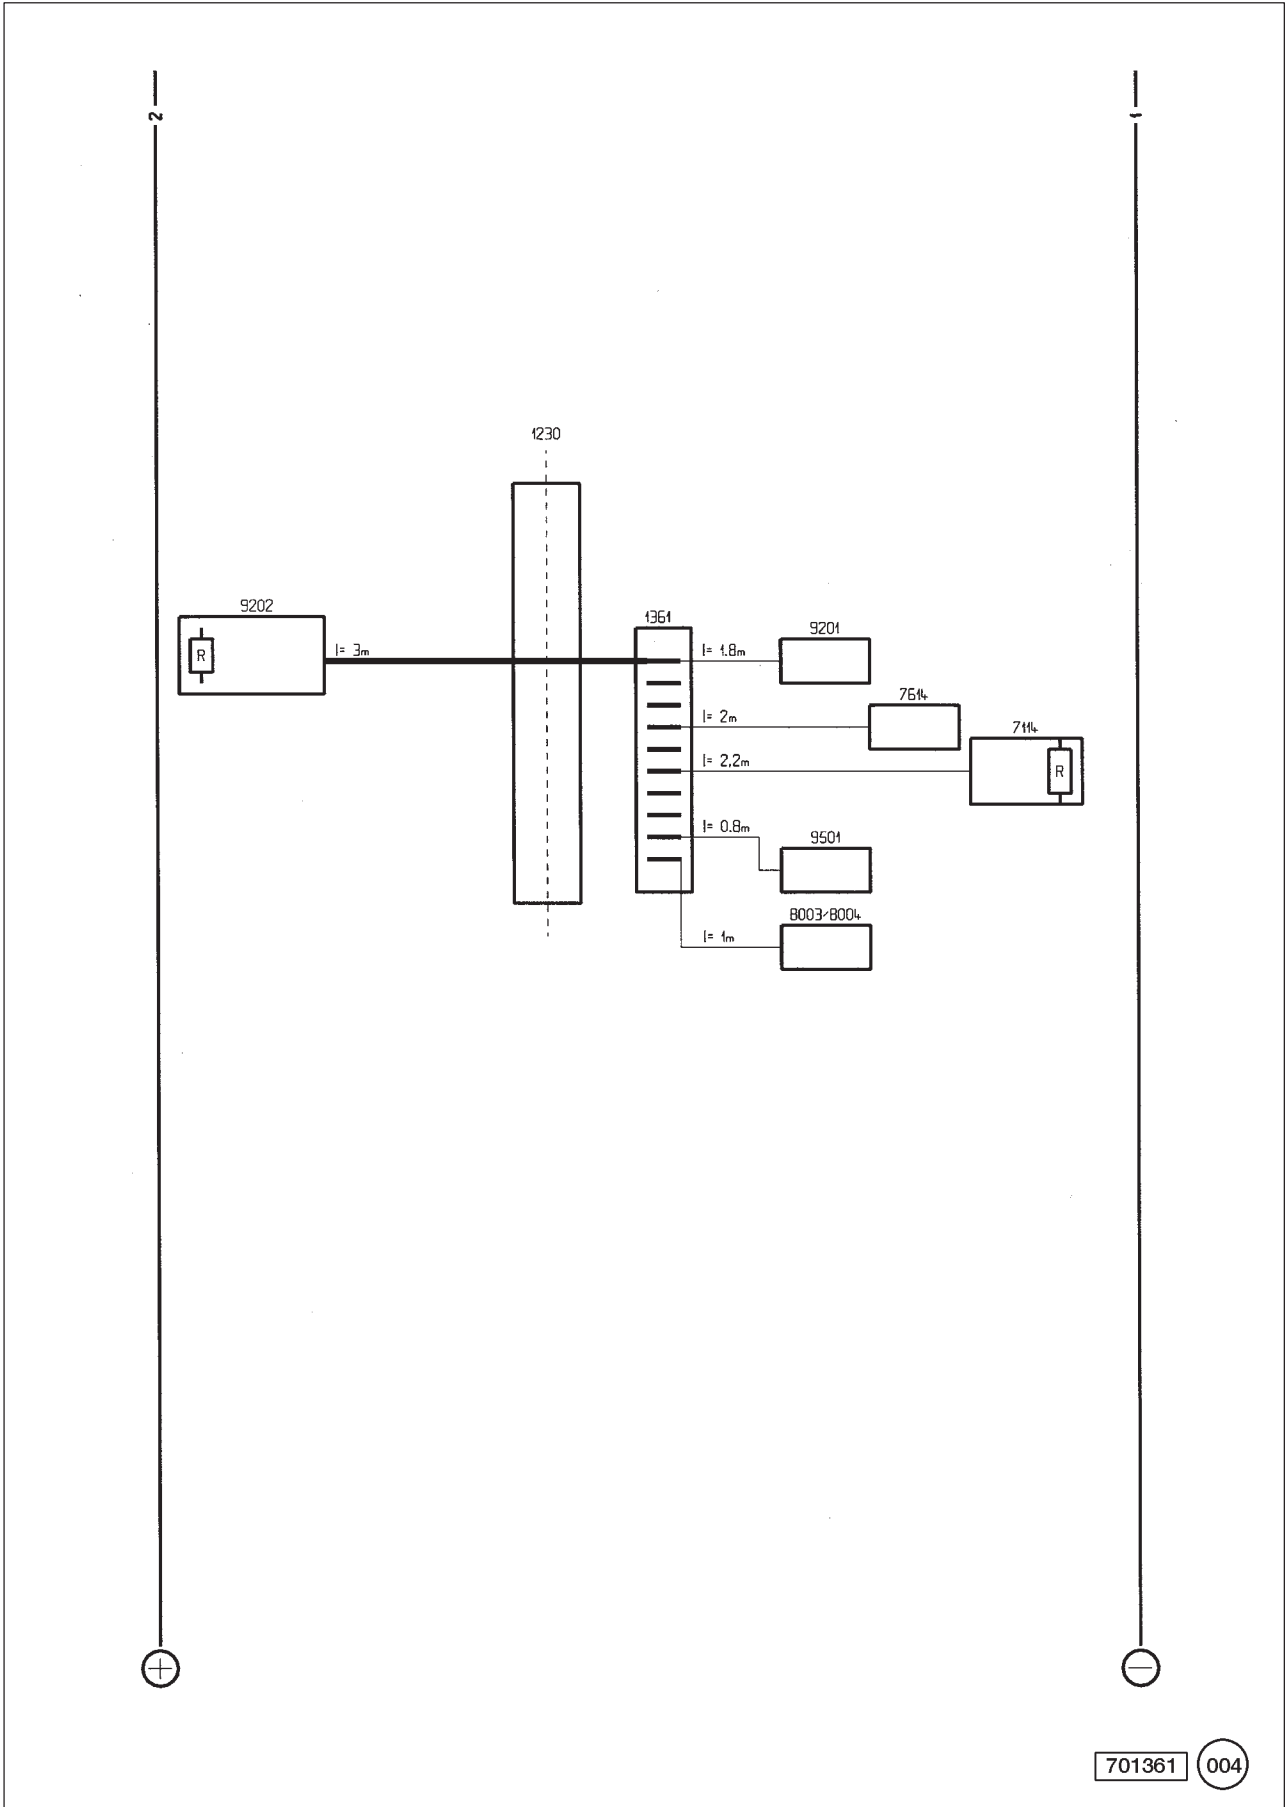 2
1
1230
9202
R
l= 3m
1361
l= 1.8m
9201
l= 2m
7614
l= 2,2m
7114
R
l= 0.8m
9501
8003/8004
l= 1m
+
−
701361
004